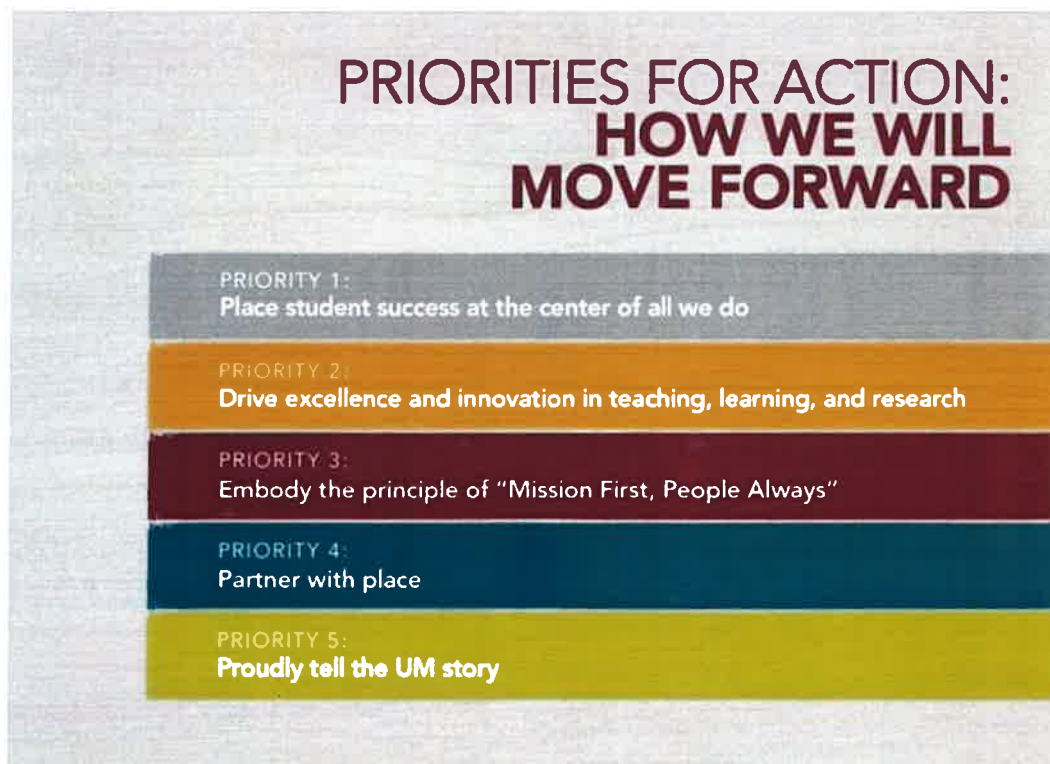 PRIORITIES FOR ACTION:
HOW WE WILL
MOVE FORWARD
PRIORITY 1:
Place student success at the center of all we do
PRIORITY 2:
Drive excellence and innovation in teaching, learning, and research
PRIORITY 3:
Embody the principle of "Mission First, People Always"
PRIORITY 4:
Partner with place
PRIORITY 5:
Proudly tell the UM story